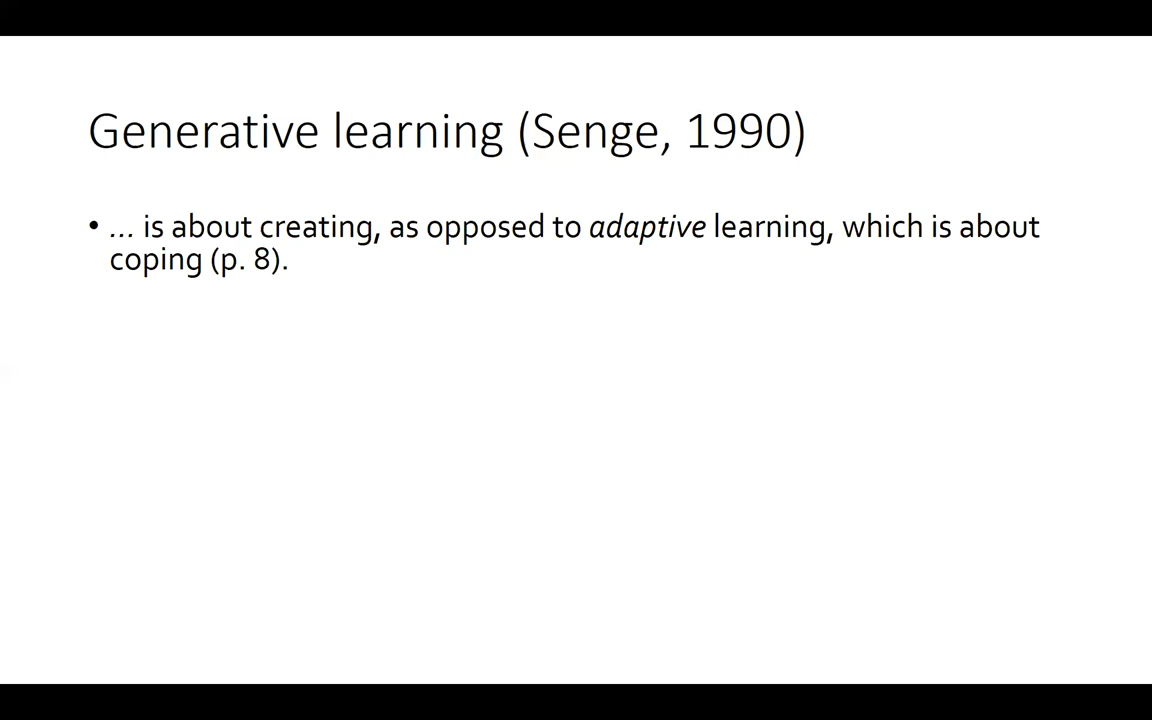 Generative learning (Senge, 1990)
• ... is about creating, as opposed to adaptive learning, which is about
coping (p. 8).